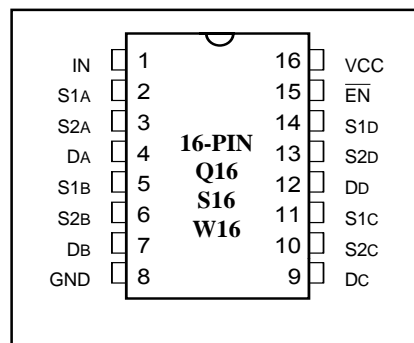 IN 1 16 VCC
S1A 2 15 EN
S2A 3 14 S1D
DA 4 16-PIN 13 S2D
Q16
S1B 5 S16 12 DD
S2B 6 W16 11 S1C
DB 7 10 S2C
GND 8 9 DC